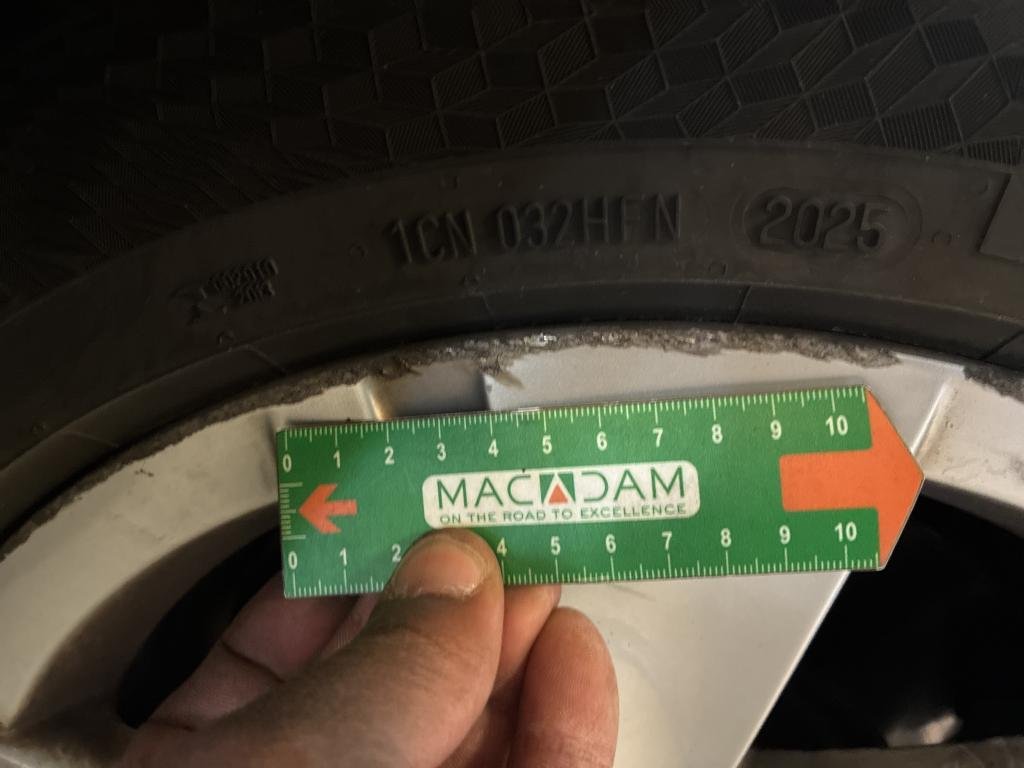 1CN 032HFN 2025
0 1 2 3 4 5 6 7 8 9 10
MACADAM
ON THE ROAD TO EXCELLENCE
0 1 2 4 5 6 7 8 9 10